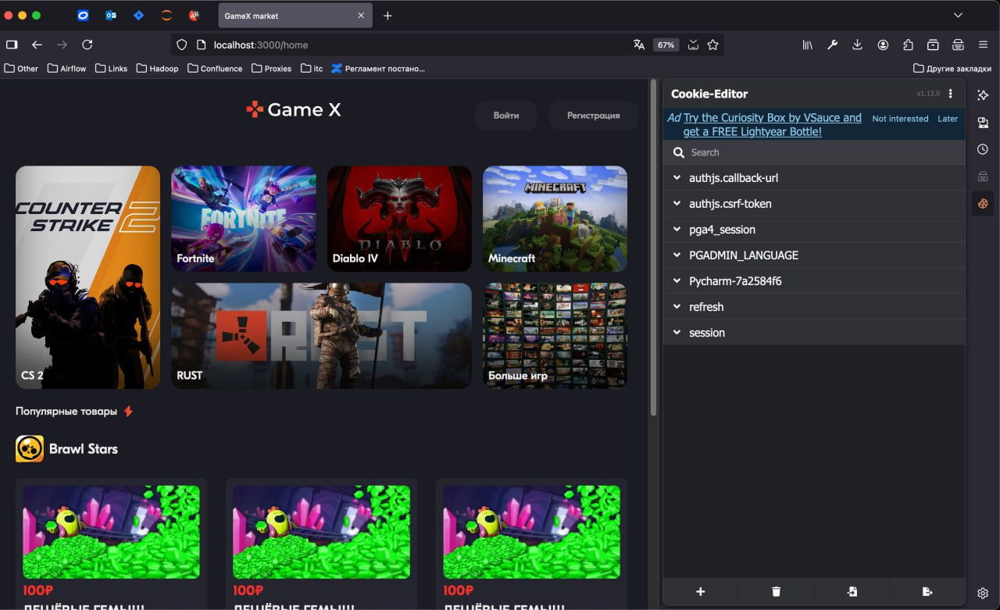 GameX market
localhost:3000/home
67%
Other
Airflow
Links
Hadoop
Confluence
Proxies
itc
Регламент постано...
Другие закладки
Game X
Войти
Регистрация
COUNTER
STRIKE 2
CS 2
FORTNITE
Fortnite
DIABLO
Diablo IV
MINECRAFT
Minecraft
RUST
RUST
Больше игр
Популярные товары
Brawl Stars
100₽
100₽
100₽
ДЕШЁВЫЕ ГЕМЫ!!!
ДЕШЁВЫЕ ГЕМЫ!!!
ДЕШЁВЫЕ ГЕМЫ!!!
Cookie-Editor
v1.13.0
Ad Try the Curiosity Box by VSauce and
get a FREE Lightyear Bottle!
Not interested
Later
Search
authjs.callback-url
authjs.csrf-token
pga4_session
PGADMIN_LANGUAGE
Pycharm-7a2584f6
refresh
session